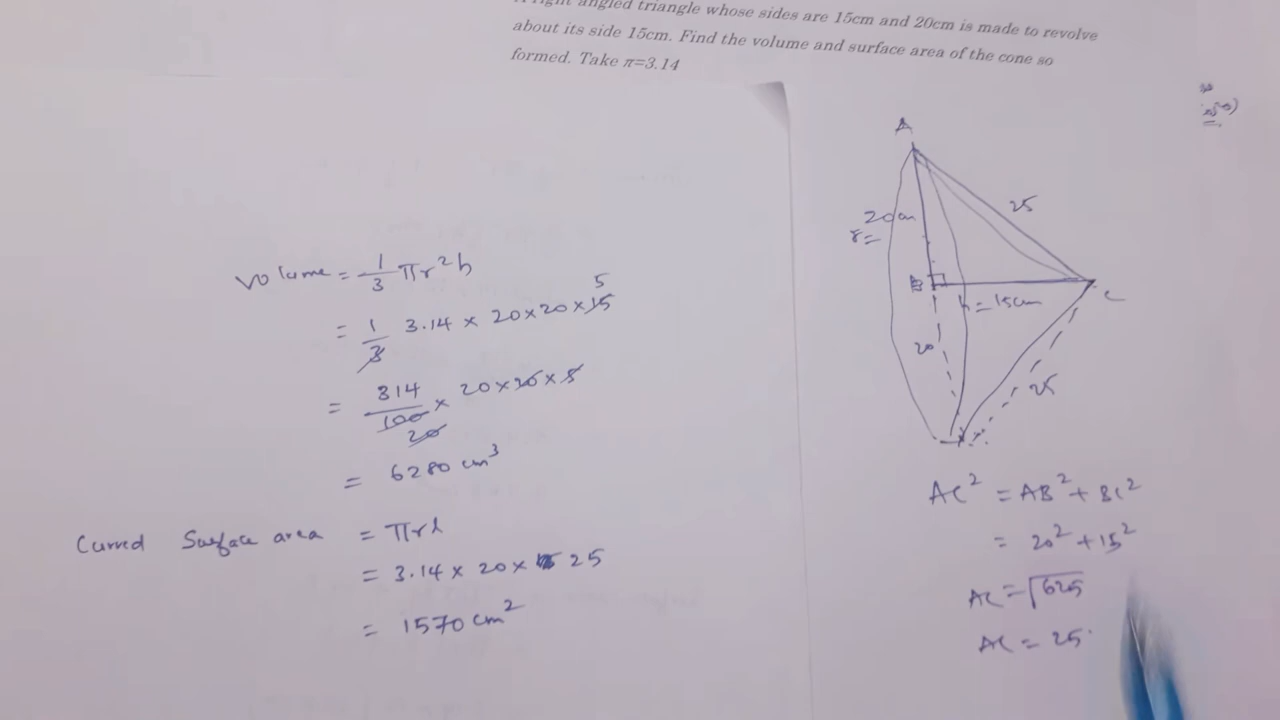 right angled triangle whose sides are 15cm and 20cm is made to revolve
about its side 15cm. Find the volume and surface area of the cone so
formed. Take π=3.14
Volume = 1/3 πr²h
= 1/3 3.14 × 20×20×15 5
= 314/100 × 20×20×5
20
= 6280 cm³
Curved Surface area = πrl
= 3.14 × 20 × 25
= 1570 cm²
A
20cm
r=
25
B
h=15cm
C
20
25
AC² = AB² + BC²
= 20² + 15²
AC = √625
AC = 25